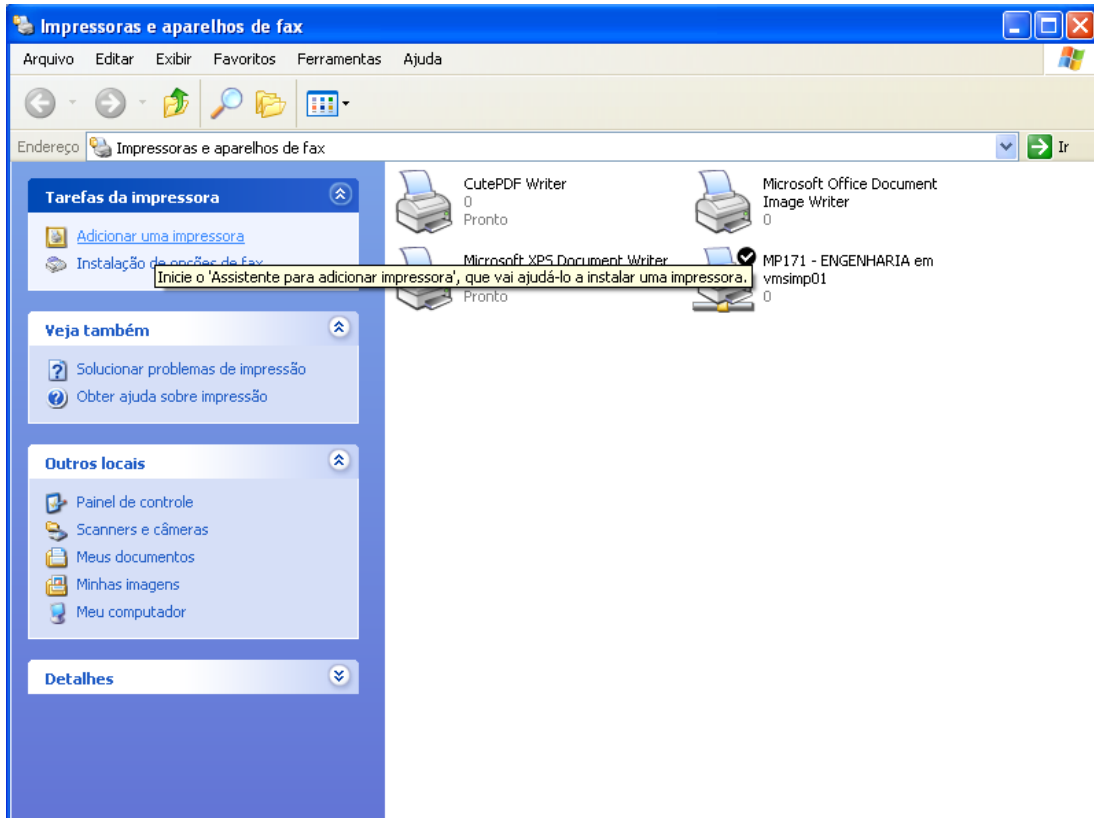 Impressoras e aparelhos de fax
Arquivo Editar Exibir Favoritos Ferramentas Ajuda
Endereço Impressoras e aparelhos de fax Ir
Tarefas da impressora
Adicionar uma impressora
Instalação de opções de fax
Inicie o 'Assistente para adicionar impressora', que vai ajudá-lo a instalar uma impressora.
Veja também
Solucionar problemas de impressão
Obter ajuda sobre impressão
Outros locais
Painel de controle
Scanners e câmeras
Meus documentos
Minhas imagens
Meu computador
Detalhes
CutePDF Writer
0
Pronto
Microsoft Office Document
Image Writer
0
Microsoft XPS Document Writer
Pronto
MP171 - ENGENHARIA em
vmsimp01
0